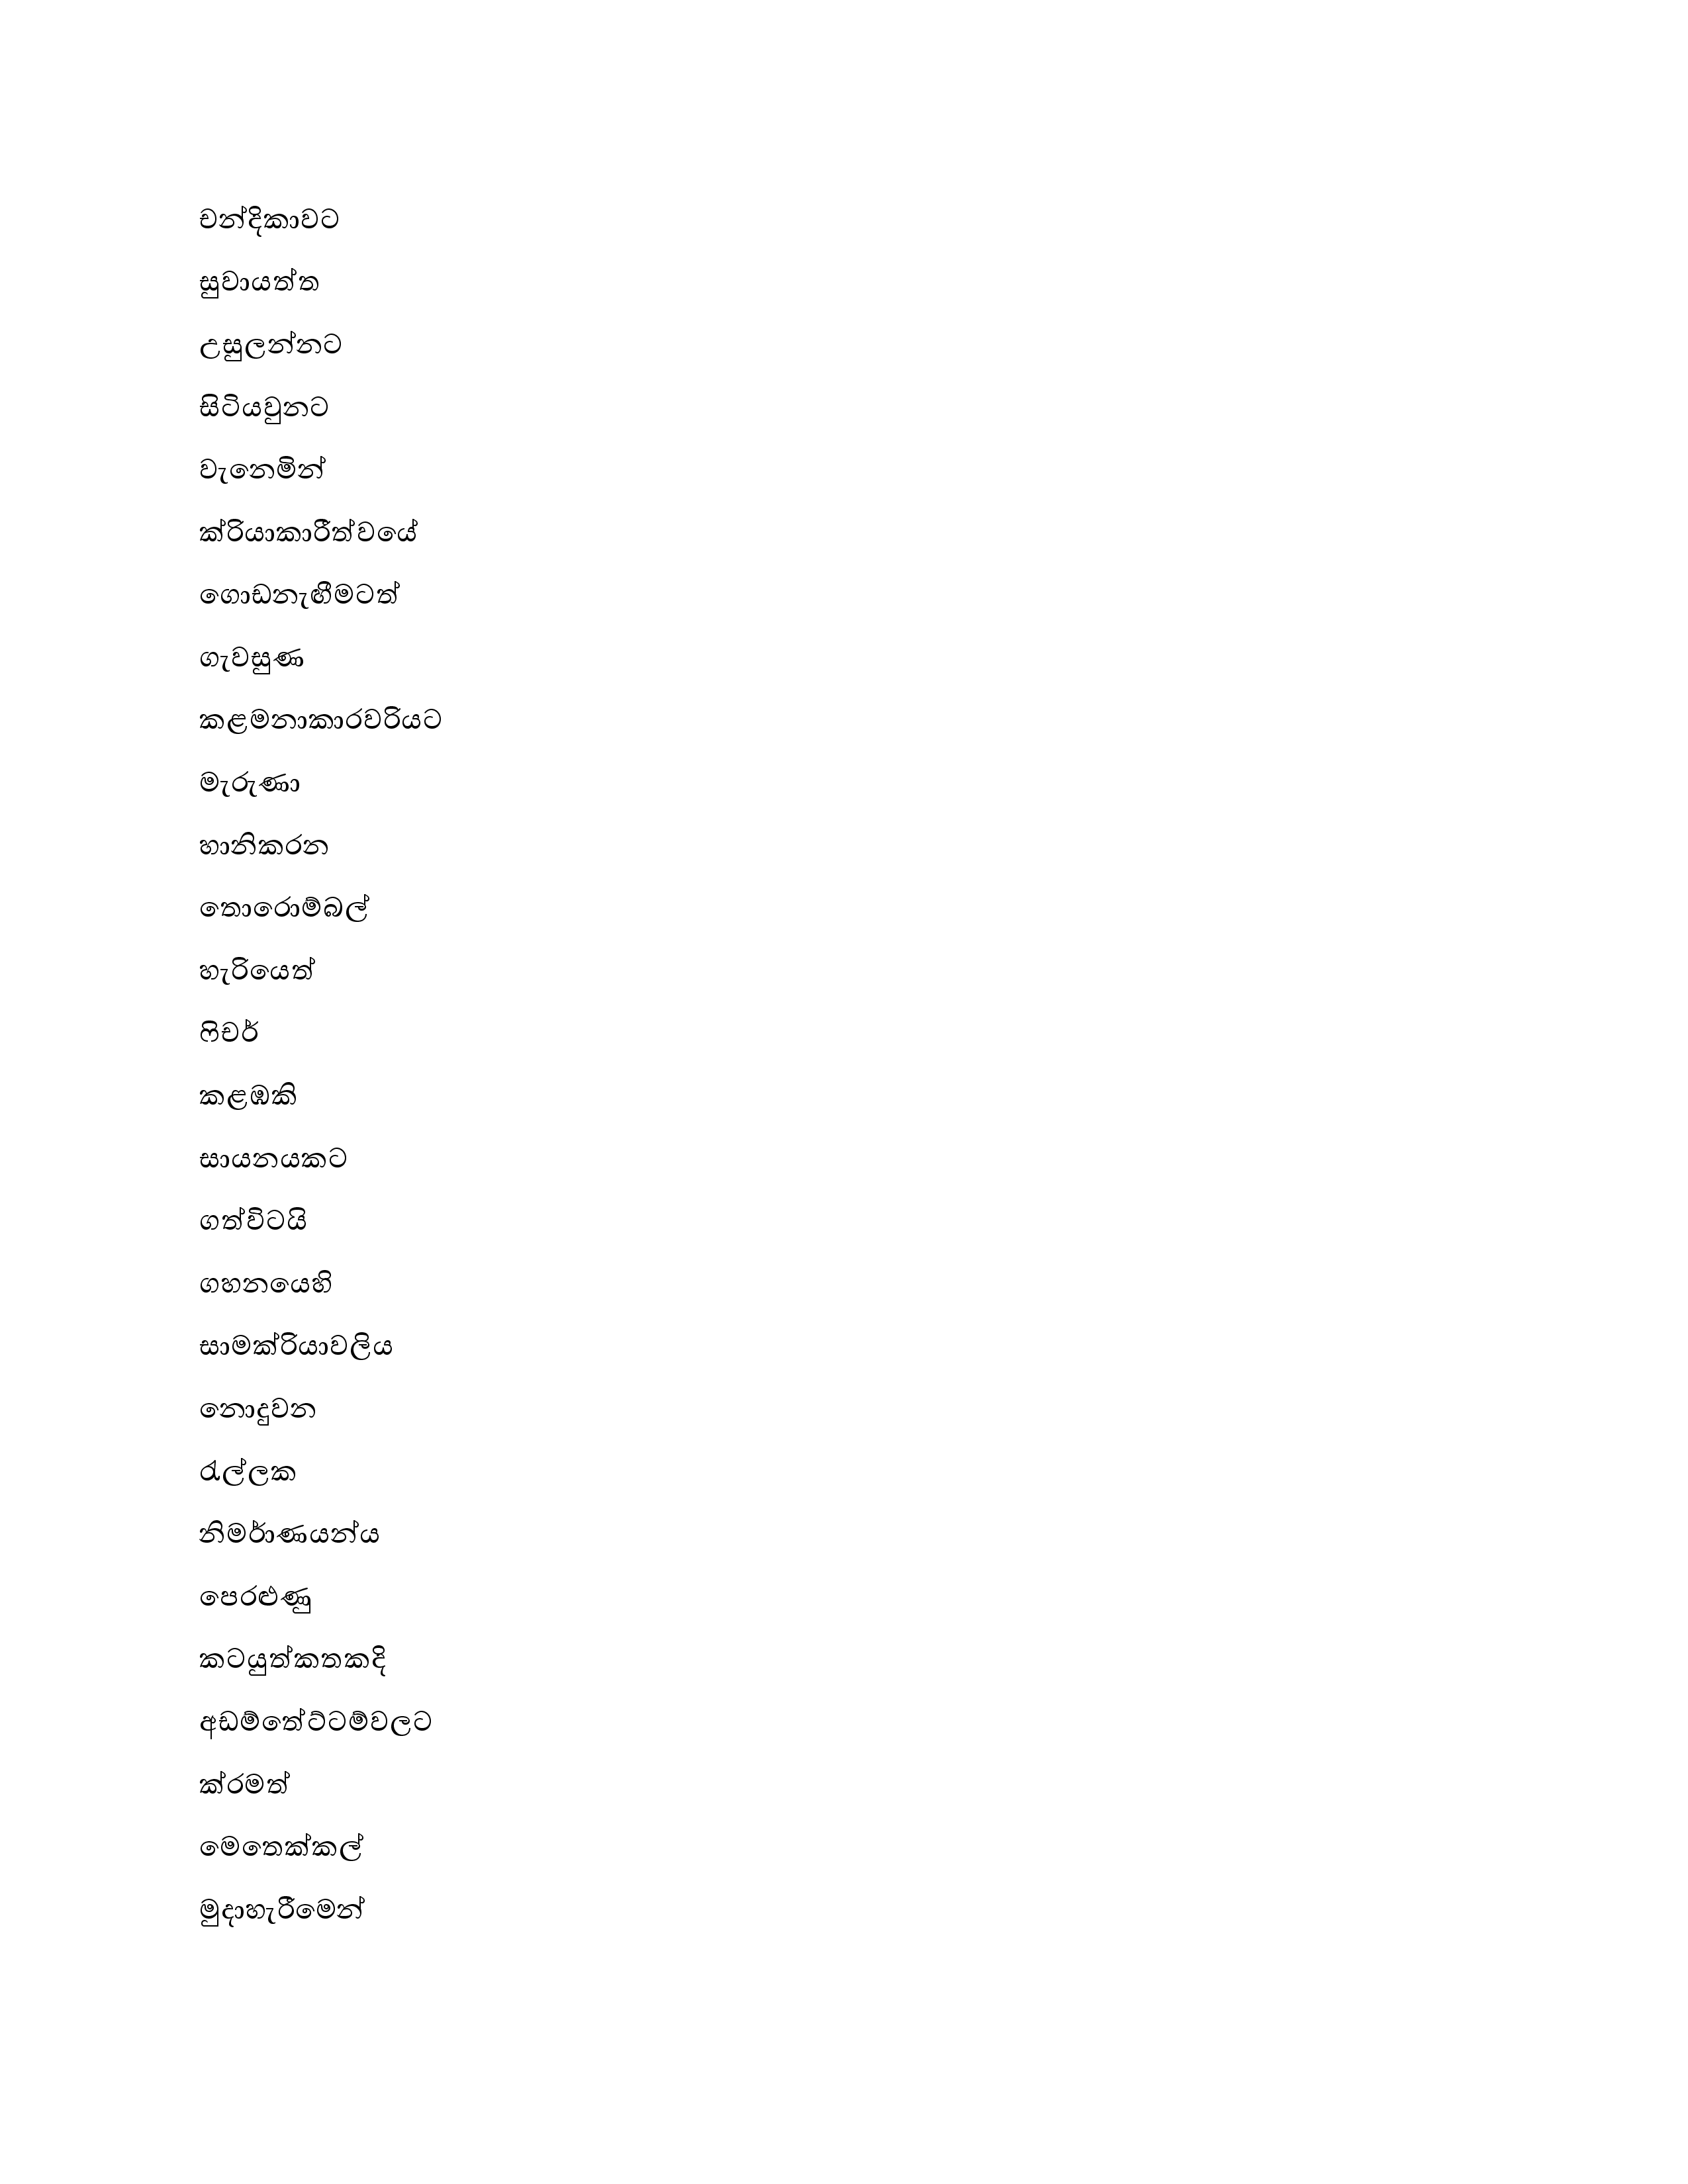 චන්දිකාවට
සුවායත්ත
උසුලන්නට
සිටියවුනට
වැනෙමින්
ක්රියාකාරීත්වයේ
ගොඩනැඟීමටත්
ගැවසුණ
කළමනාකාරවරියට
මැරුණා
හානිකරන
තොරොම්බල්
හැරියෙත්
ෆිචර්
කළඹකි
සායනයකට
ගත්විටයි
ගහනයෙහි
සාමක්රියාවලිය
නොදුවන
රැල්ලක
නිමර්ාණයන්ය
පෙරළුණු
කටයුත්කතකදි
අඩම්තේට්ටම්වලට
ක්රමත්
මෙතෙක්කල්
මුදාහැරීමෙන්